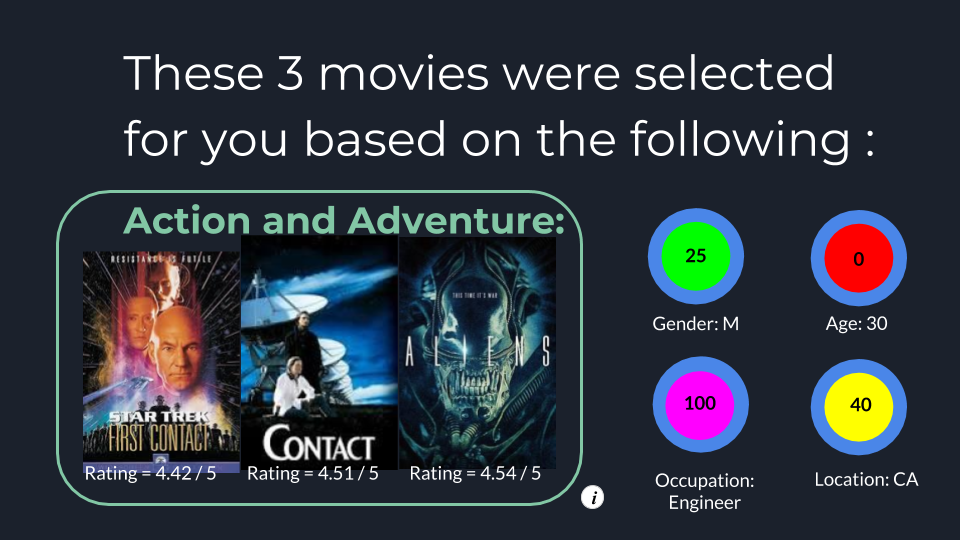 These 3 movies were selected
for you based on the following :
Action and Adventure:
RESISTANCE IS FUTILE
STAR TREK
FIRST CONTACT
CONTACT
THIS TIME IT'S WAR
ALIENS
Rating = 4.42 / 5
Rating = 4.51 / 5
Rating = 4.54 / 5
i
25
0
Gender: M
Age: 30
100
40
Occupation:
Engineer
Location: CA